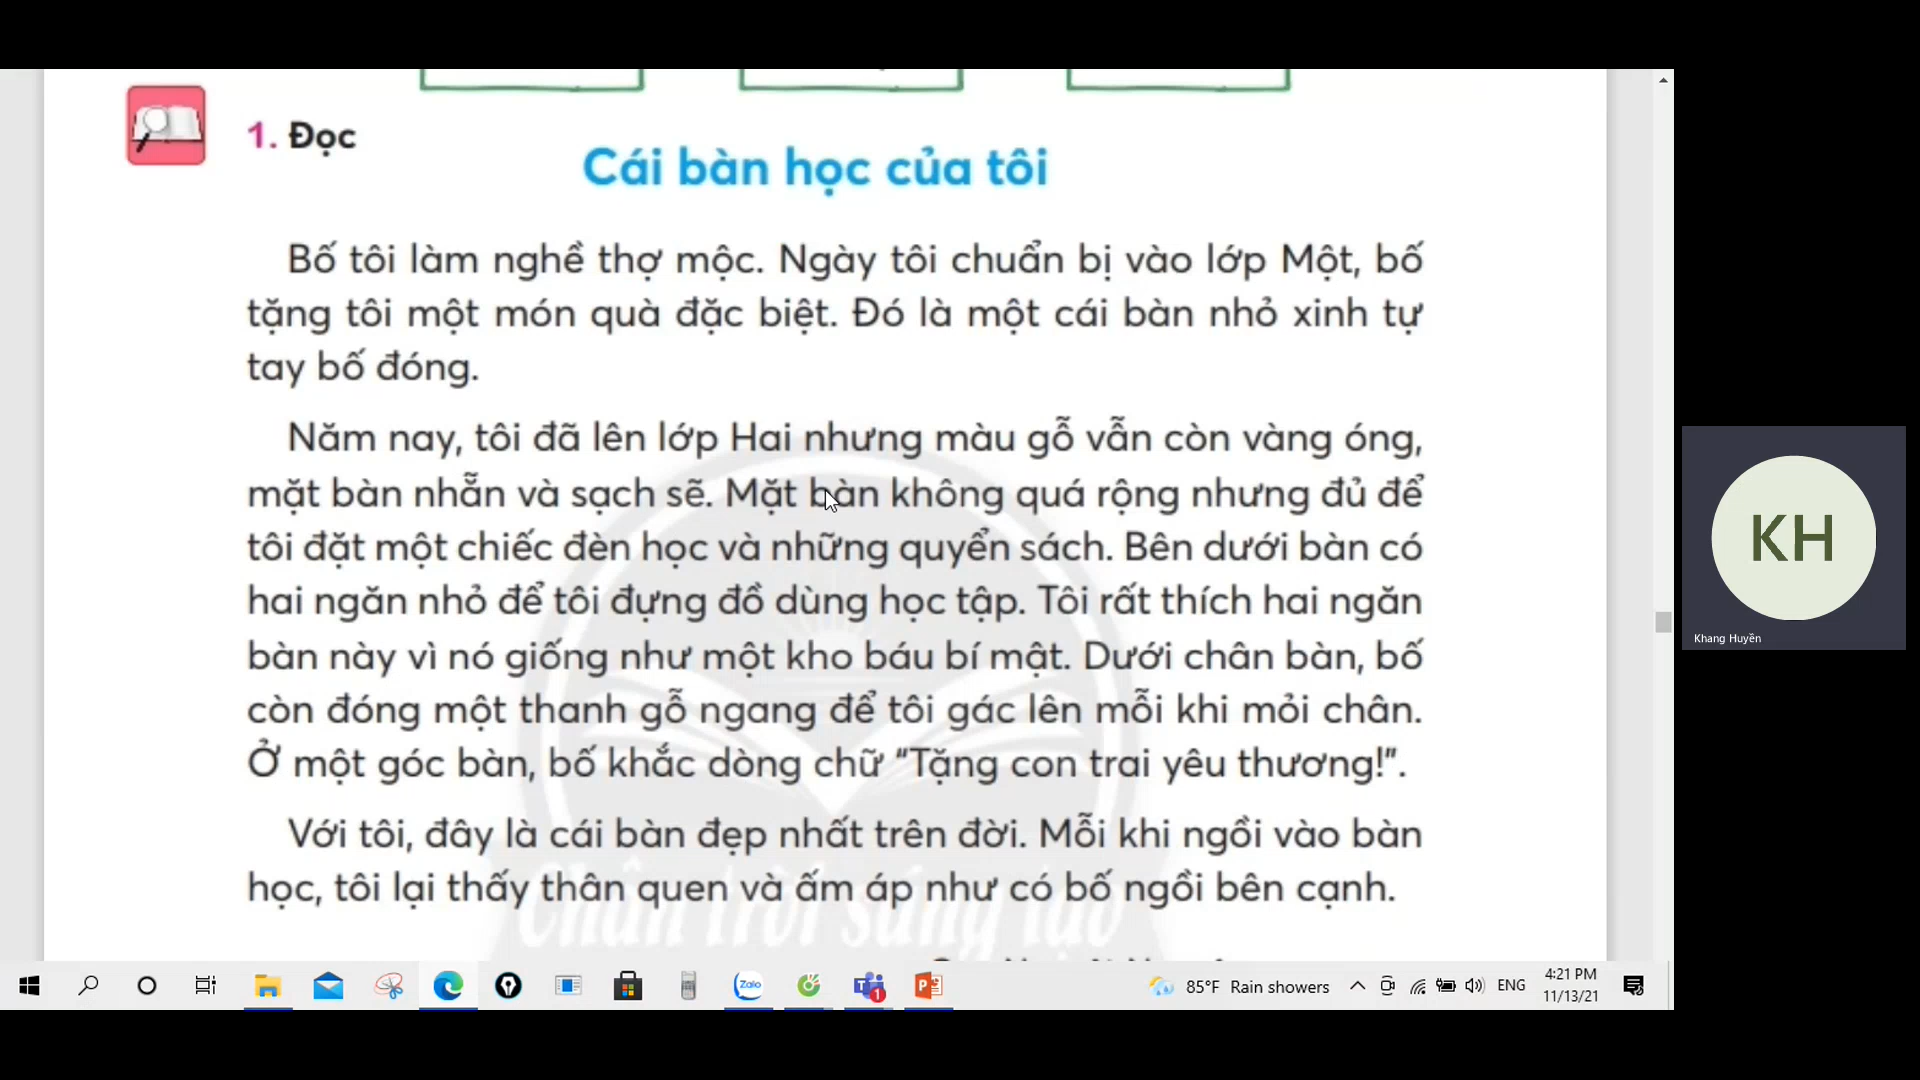 1. Đọc
Cái bàn học của tôi
Bố tôi làm nghề thợ mộc. Ngày tôi chuẩn bị vào lớp Một, bố
tặng tôi một món quà đặc biệt. Đó là một cái bàn nhỏ xinh tự
tay bố đóng.
Năm nay, tôi đã lên lớp Hai nhưng màu gỗ vẫn còn vàng óng,
mặt bàn nhẵn và sạch sẽ. Mặt bàn không quá rộng nhưng đủ để
tôi đặt một chiếc đèn học và những quyển sách. Bên dưới bàn có
hai ngăn nhỏ để tôi đựng đồ dùng học tập. Tôi rất thích hai ngăn
bàn này vì nó giống như một kho báu bí mật. Dưới chân bàn, bố
còn đóng một thanh gỗ ngang để tôi gác lên mỗi khi mỏi chân.
Ở một góc bàn, bố khắc dòng chữ “Tặng con trai yêu thương!”.
Với tôi, đây là cái bàn đẹp nhất trên đời. Mỗi khi ngồi vào bàn
học, tôi lại thấy thân quen và ấm áp như có bố ngồi bên cạnh.
Chân trời sáng tạo
KH
Khang Huyền
Zalo
1
85°F Rain showers
ENG
4:21 PM
11/13/21